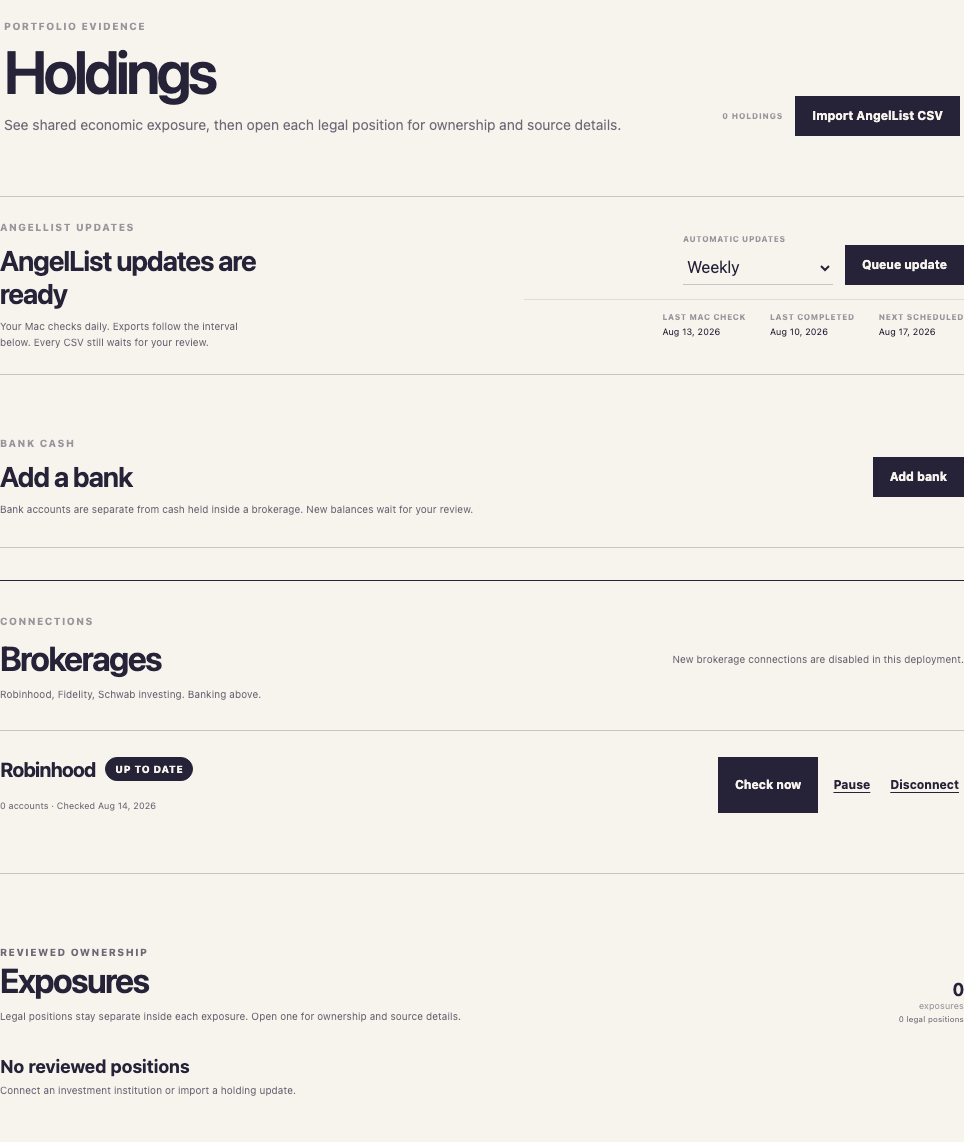 PORTFOLIO EVIDENCE
Holdings
See shared economic exposure, then open each legal position for ownership and source details.
0 HOLDINGS
Import AngelList CSV
ANGELLIST UPDATES
AngelList updates are
ready
Your Mac checks daily. Exports follow the interval
below. Every CSV still waits for your review.
AUTOMATIC UPDATES
Weekly
Queue update
LAST MAC CHECK
Aug 13, 2026
LAST COMPLETED
Aug 10, 2026
NEXT SCHEDULED
Aug 17, 2026
BANK CASH
Add a bank
Bank accounts are separate from cash held inside a brokerage. New balances wait for your review.
Add bank
CONNECTIONS
Brokerages
Robinhood, Fidelity, Schwab investing. Banking above.
New brokerage connections are disabled in this deployment.
Robinhood
UP TO DATE
0 accounts · Checked Aug 14, 2026
Check now
Pause
Disconnect
REVIEWED OWNERSHIP
Exposures
Legal positions stay separate inside each exposure. Open one for ownership and source details.
0
exposures
0 legal positions
No reviewed positions
Connect an investment institution or import a holding update.